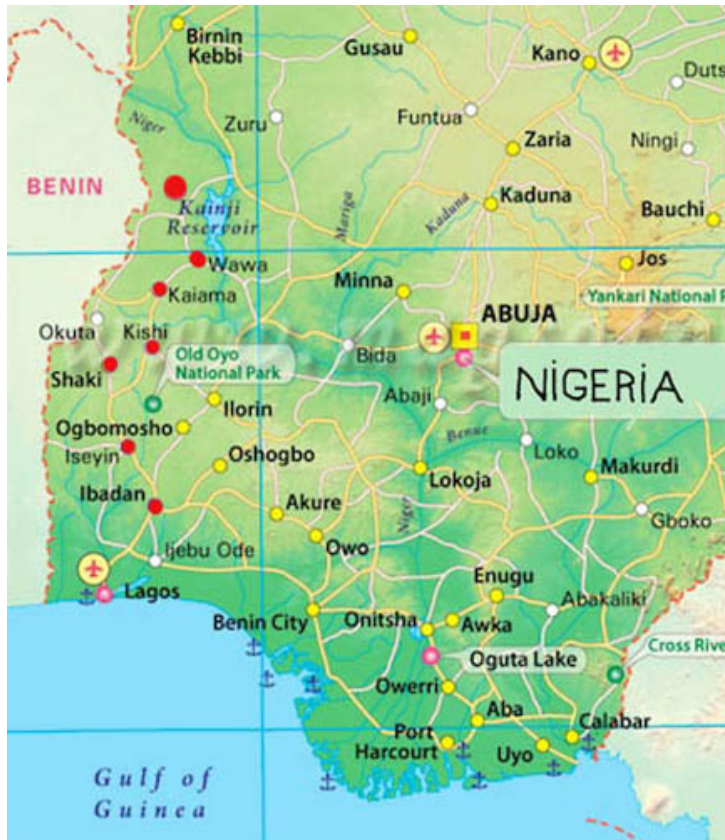 Birnin
Kebbi
Gusau
Kano
Duts
Zuru
Funtua
Niger
Zaria
Ningi
BENIN
Kaduna
Kainji
Reservoir
Mariga
Kaduna
Bauchi
Wawa
Jos
Minna
Kaiama
Yankari National P
ABUJA
Okuta
Kishi
Bida
Old Oyo
National Park
Shaki
NiGERiA
Abaji
Ilorin
Ogbomosho
Benue
Iseyin
Loko
Oshogbo
Lokoja
Makurdi
Ibadan
Akure
Niger
Gboko
Owo
Ijebu Ode
Enugu
Lagos
Abakaliki
Benin City
Onitsha
Awka
Cross Rive
Oguta Lake
Owerri
Aba
Calabar
Port
Harcourt
Uyo
Gulf of
Guinea